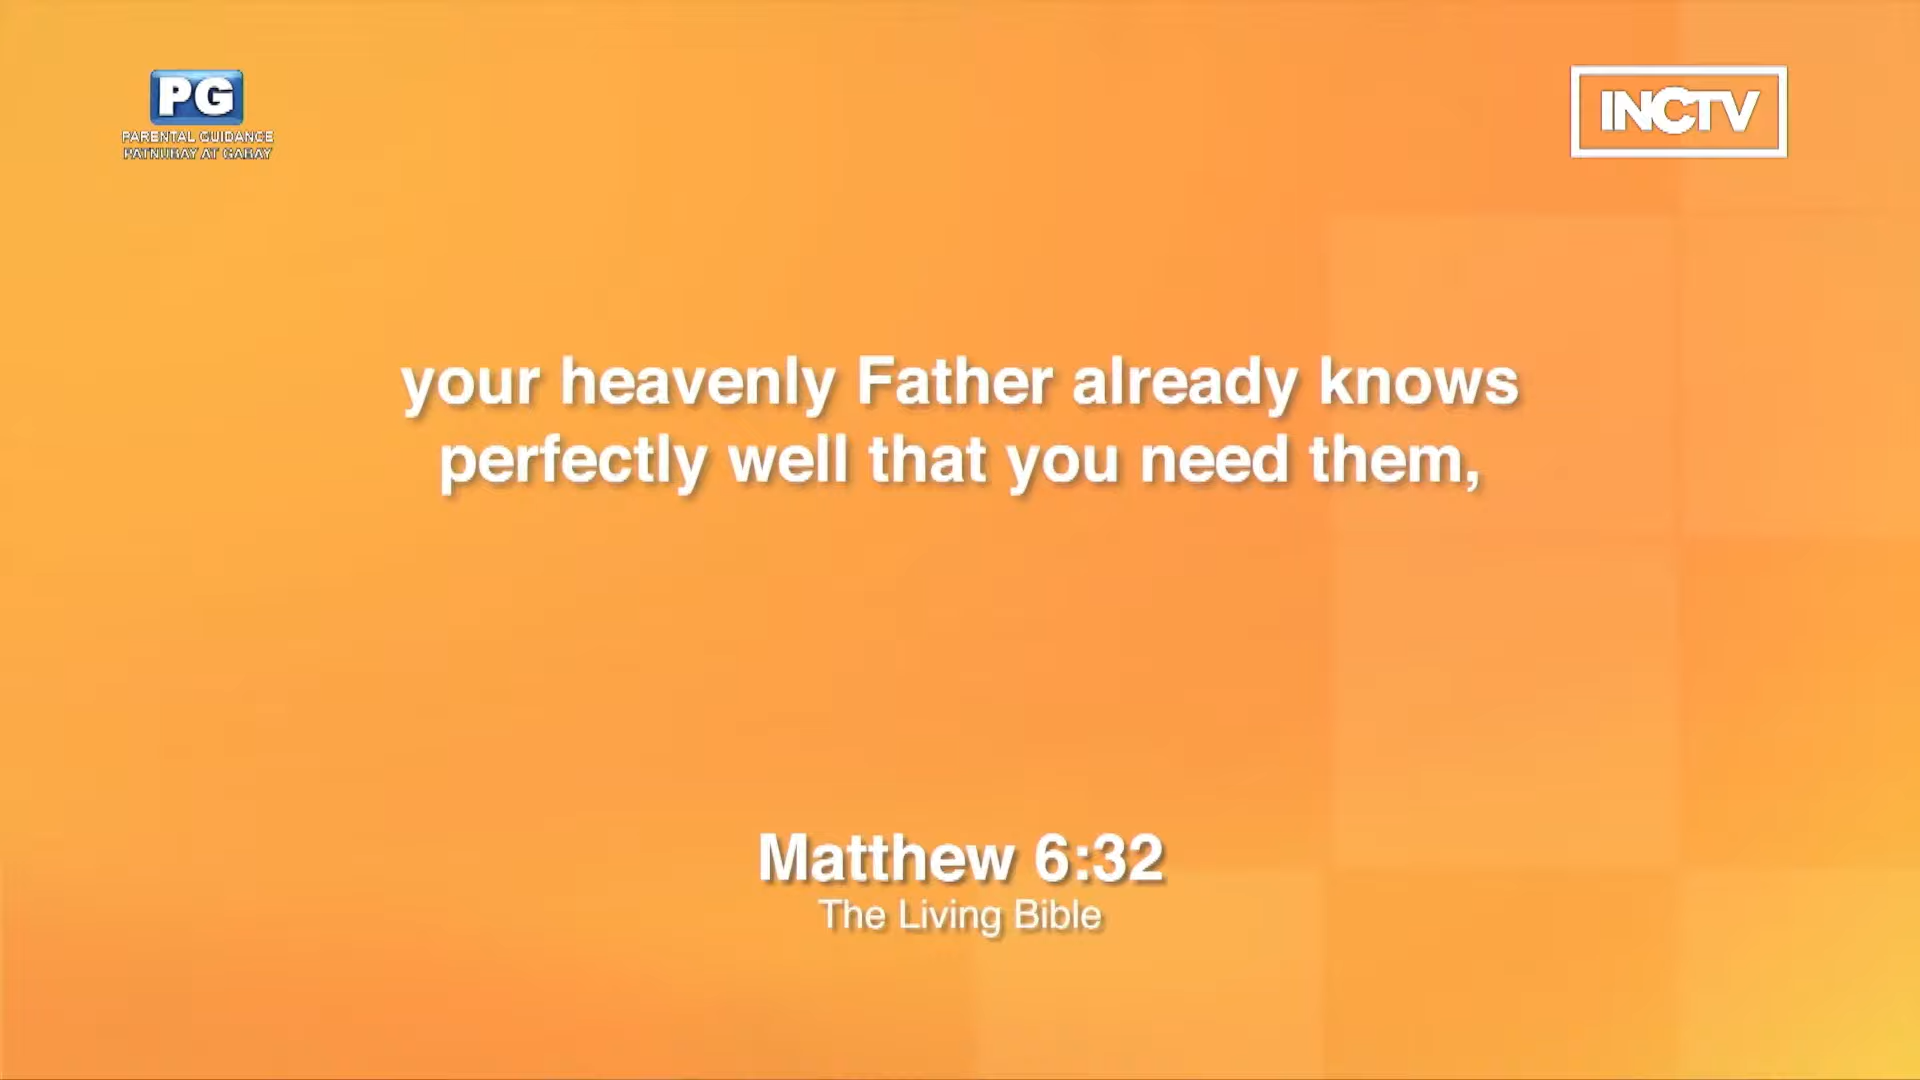 PG
PARENTAL GUIDANCE
PATNUBAY AT GABAY
INCTV
your heavenly Father already knows
perfectly well that you need them,
Matthew 6:32
The Living Bible